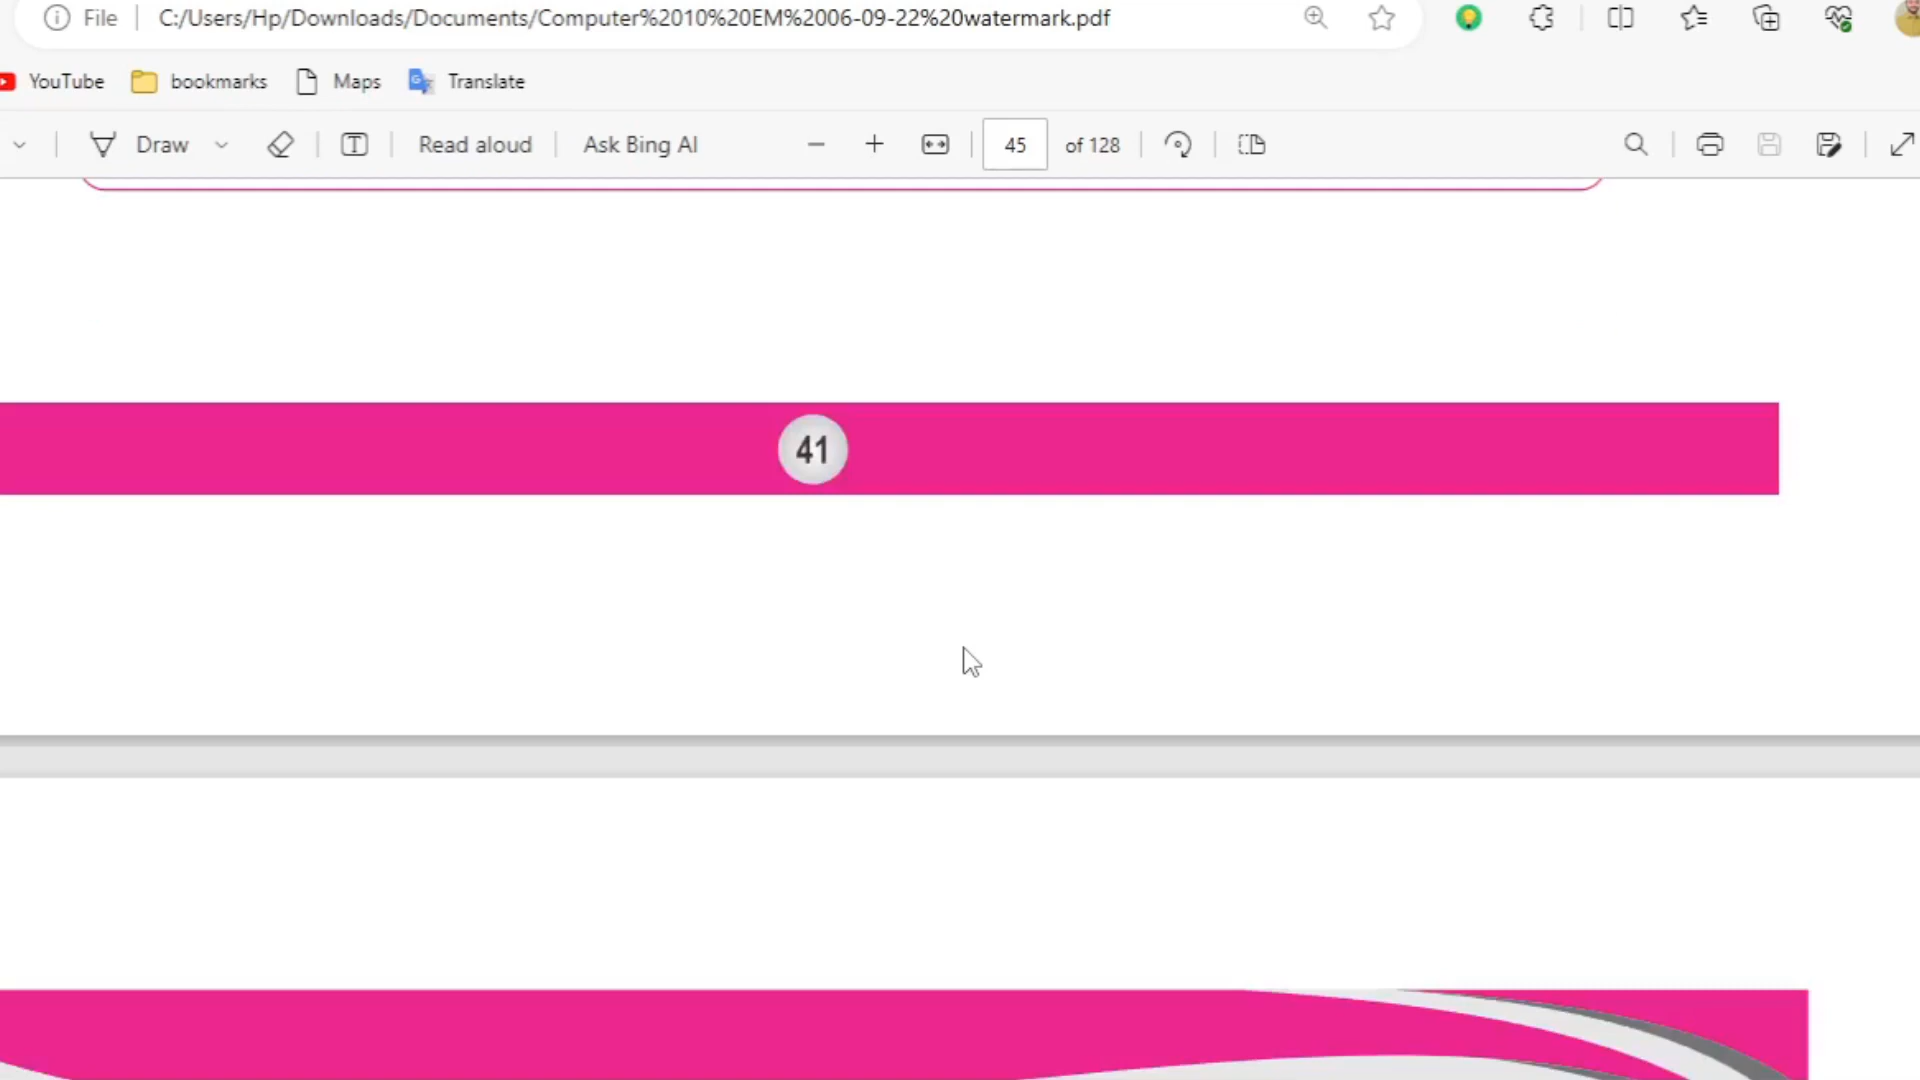 File C:/Users/Hp/Downloads/Documents/Computer%2010%20EM%2006-09-22%20watermark.pdf
YouTube bookmarks Maps Translate
Draw Read aloud Ask Bing AI 45 of 128
41